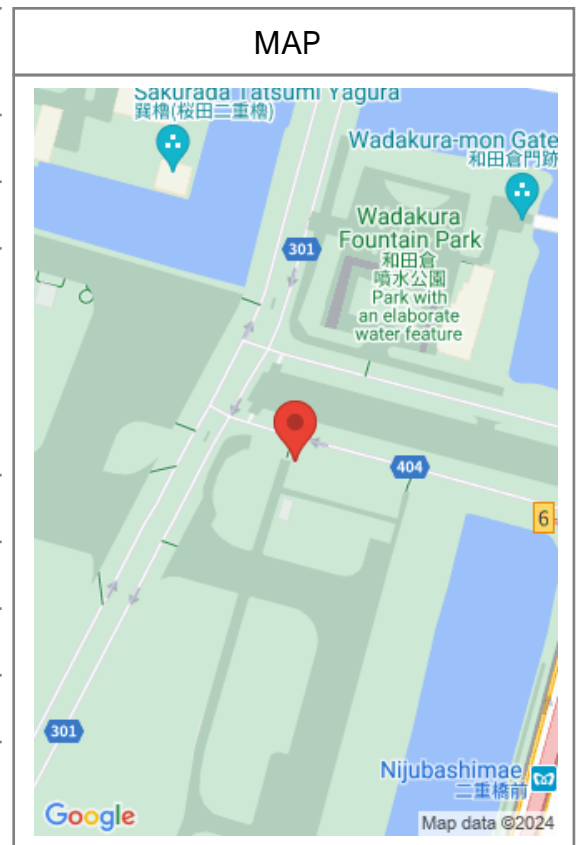 MAP
Sakurada Tatsumi Yagura
巽櫓(桜田二重櫓)
Wadakura-mon Gate
和田倉門跡
Wadakura
Fountain Park
和田倉
噴水公園
Park with
an elaborate
water feature
301
404
6
301
Nijubashimae
二重橋前
Google
Map data ©2024